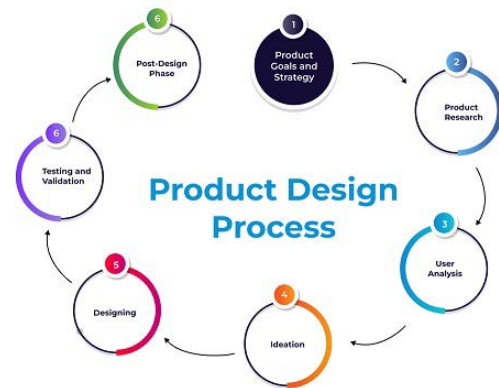 1
Product
Goals and
Strategy
2
Product
Research
3
User
Analysis
4
Ideation
5
Designing
6
Testing and
Validation
6
Post-Design
Phase
Product Design
Process